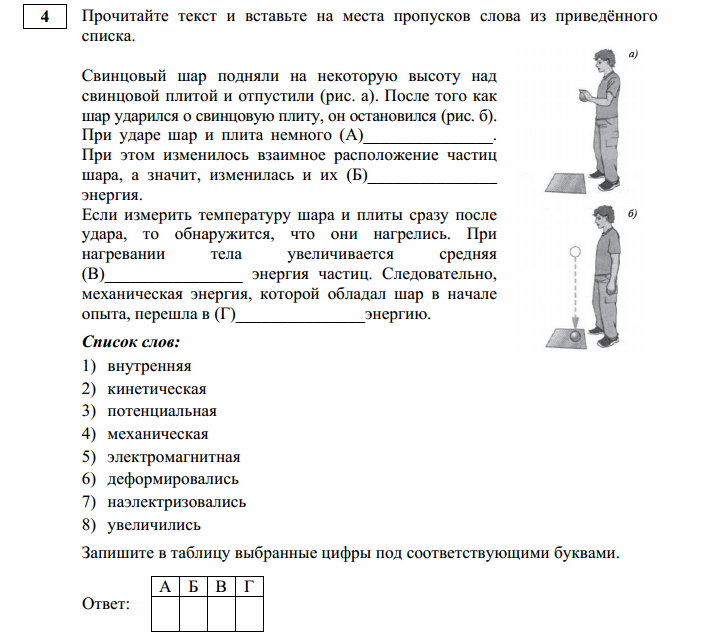 4
Прочитайте текст и вставьте на места пропусков слова из приведённого
списка.
а)
Свинцовый шар подняли на некоторую высоту над
свинцовой плитой и отпустили (рис. а). После того как
шар ударился о свинцовую плиту, он остановился (рис. б).
При ударе шар и плита немного (А)_______________.
При этом изменилось взаимное расположение частиц
шара, а значит, изменилась и их (Б)_______________
энергия.
б)
Если измерить температуру шара и плиты сразу после
удара, то обнаружится, что они нагрелись. При
нагревании тела увеличивается средняя
(В)________________ энергия частиц. Следовательно,
механическая энергия, которой обладал шар в начале
опыта, перешла в (Г)_______________энергию.
Список слов:
1) внутренняя
2) кинетическая
3) потенциальная
4) механическая
5) электромагнитная
6) деформировались
7) наэлектризовались
8) увеличились
Запишите в таблицу выбранные цифры под соответствующими буквами.
А Б В Г
Ответ: